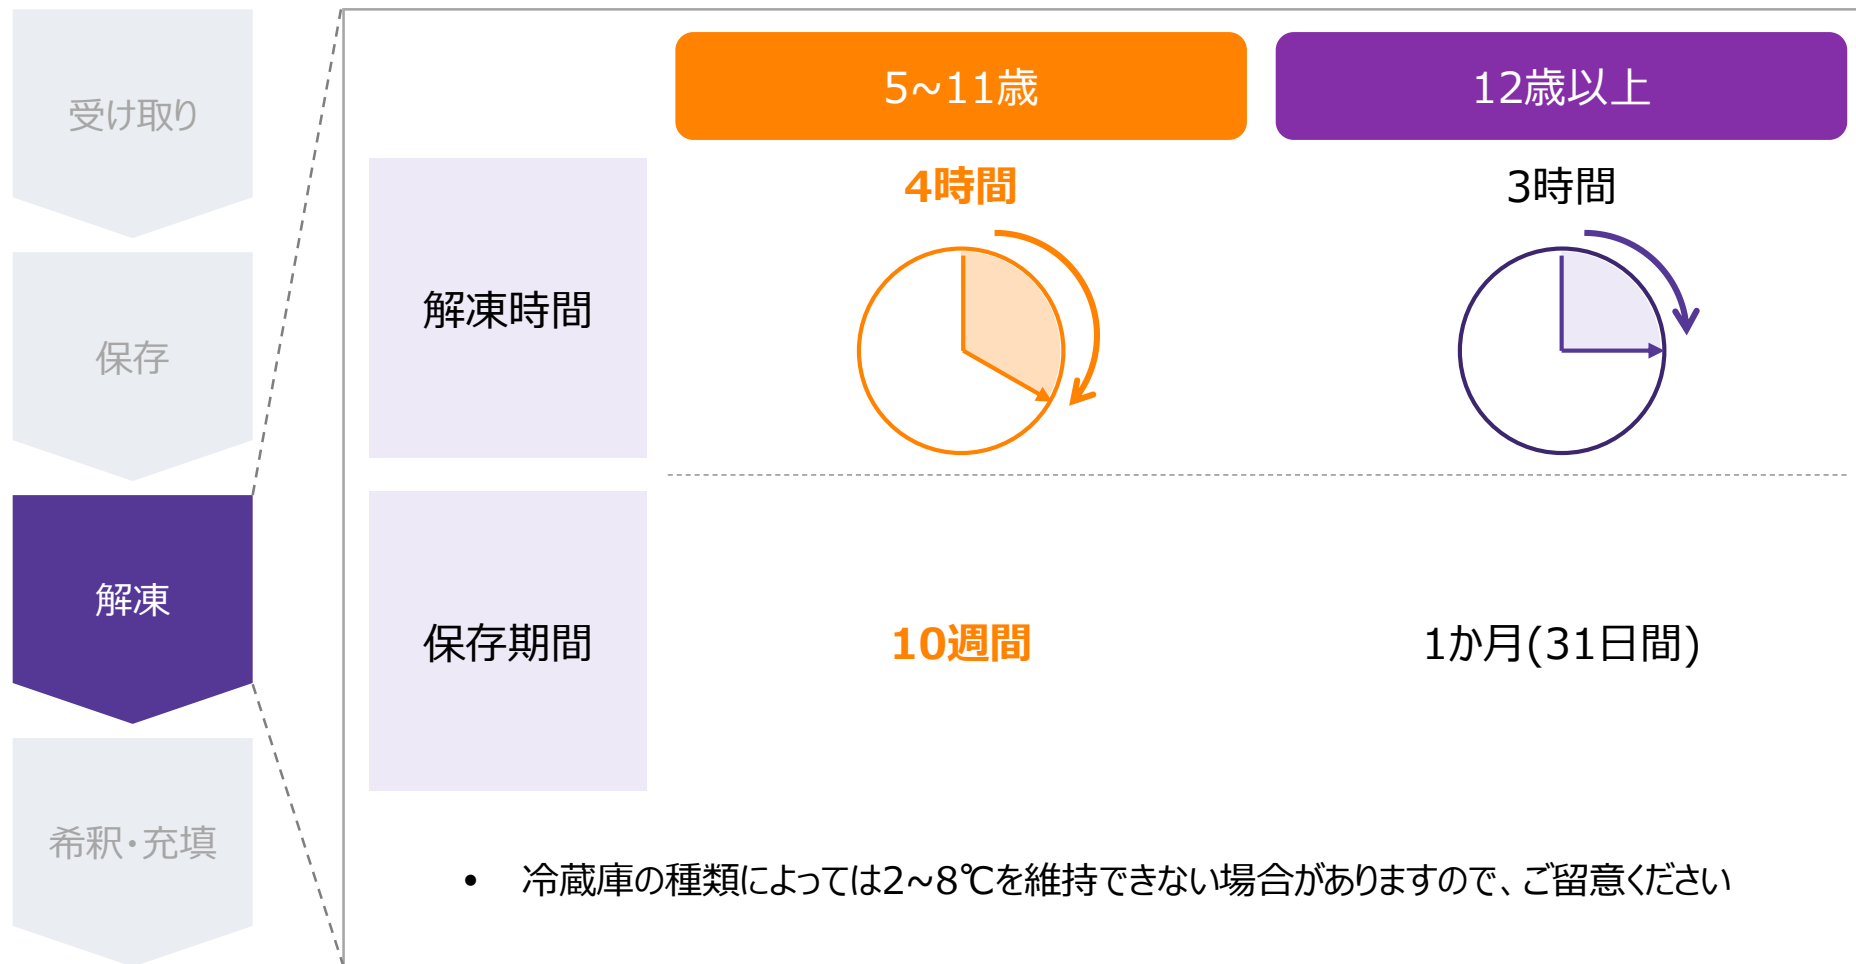 受け取り
保存
解凍
希釈・充填
5~11歳
12歳以上
解凍時間
4時間
3時間
保存期間
10週間
1か月(31日間)
• 冷蔵庫の種類によっては2~8℃を維持できない場合がありますので、ご留意ください